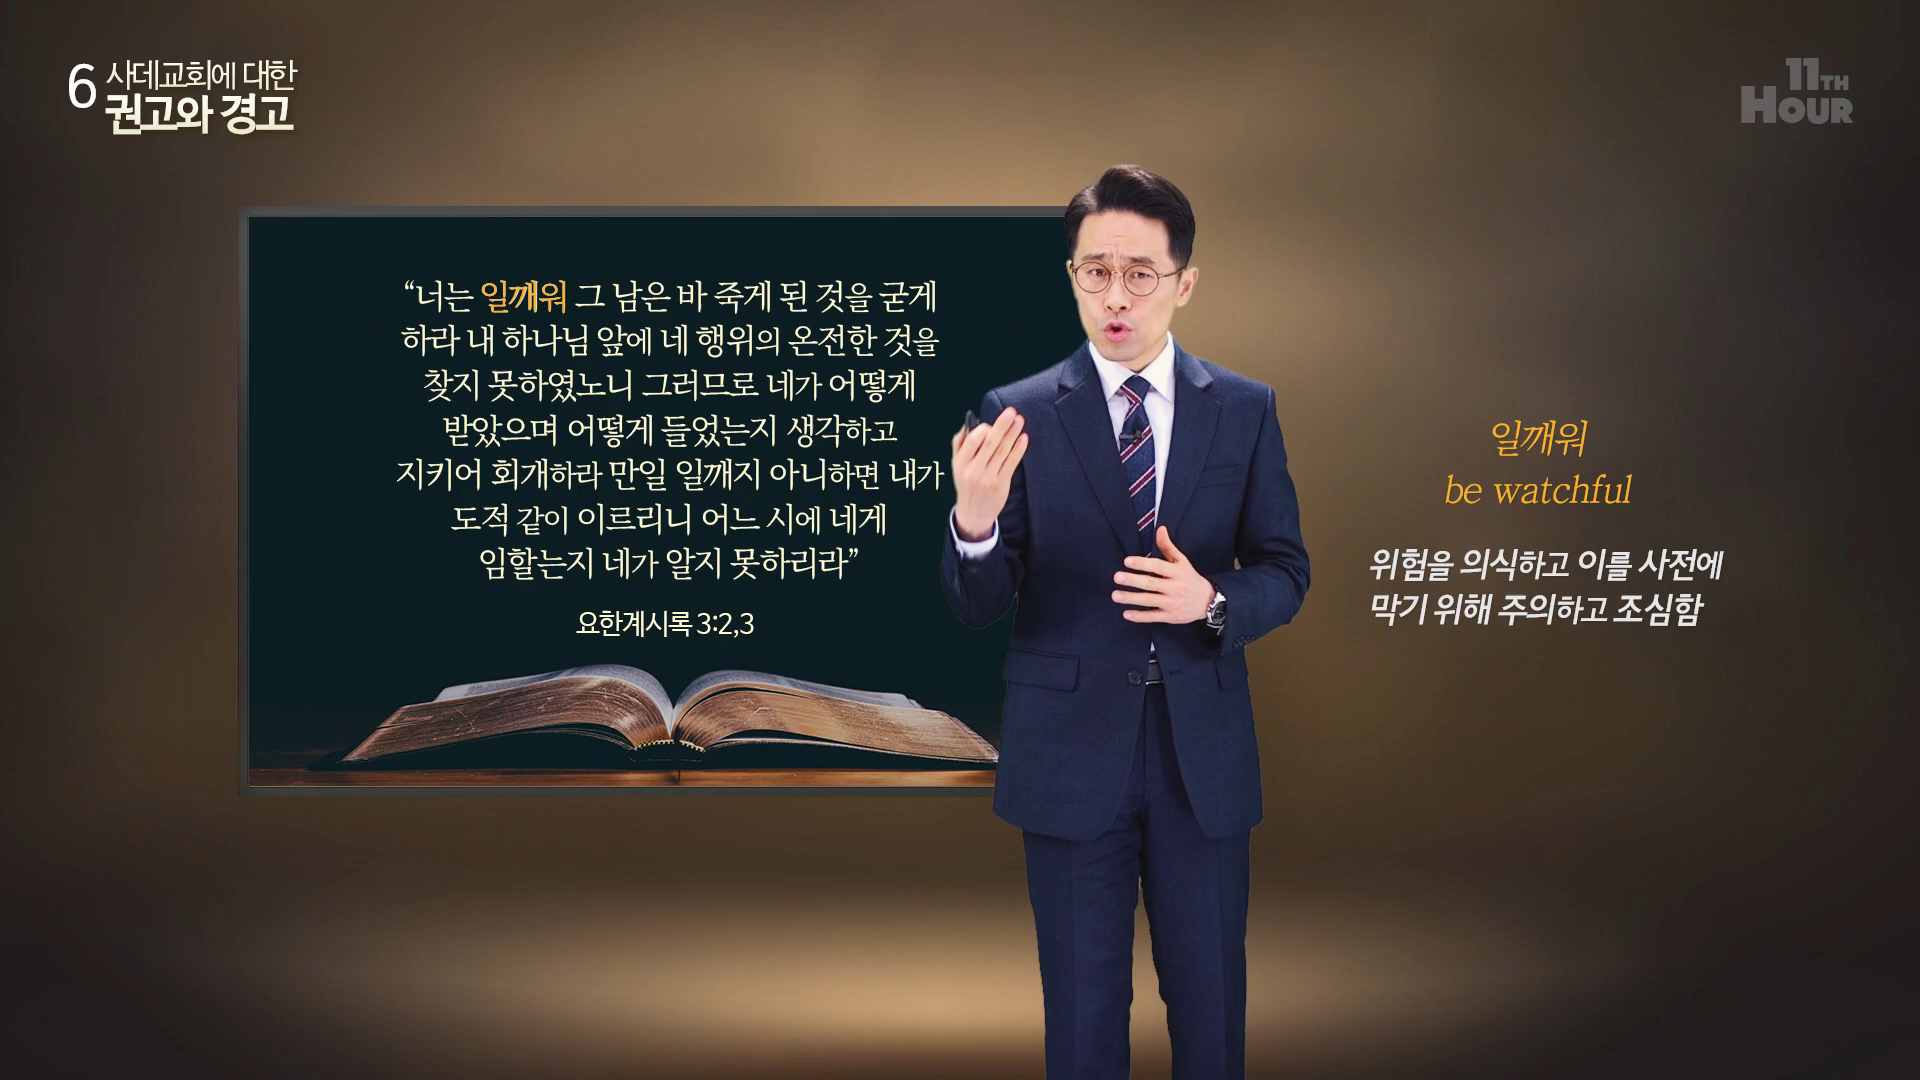 6 사데교회에 대한
권고와 경고
11TH
HOUR
“너는 일깨워 그 남은 바 죽게 된 것을 굳게
하라 내 하나님 앞에 네 행위의 온전한 것을
찾지 못하였노니 그러므로 네가 어떻게
받았으며 어떻게 들었는지 생각하고
지키어 회개하라 만일 일깨지 아니하면 내가
도적 같이 이르리니 어느 시에 네게
임할는지 네가 알지 못하리라”
요한계시록 3:2,3
일깨워
be watchful
위험을 의식하고 이를 사전에
막기 위해 주의하고 조심함